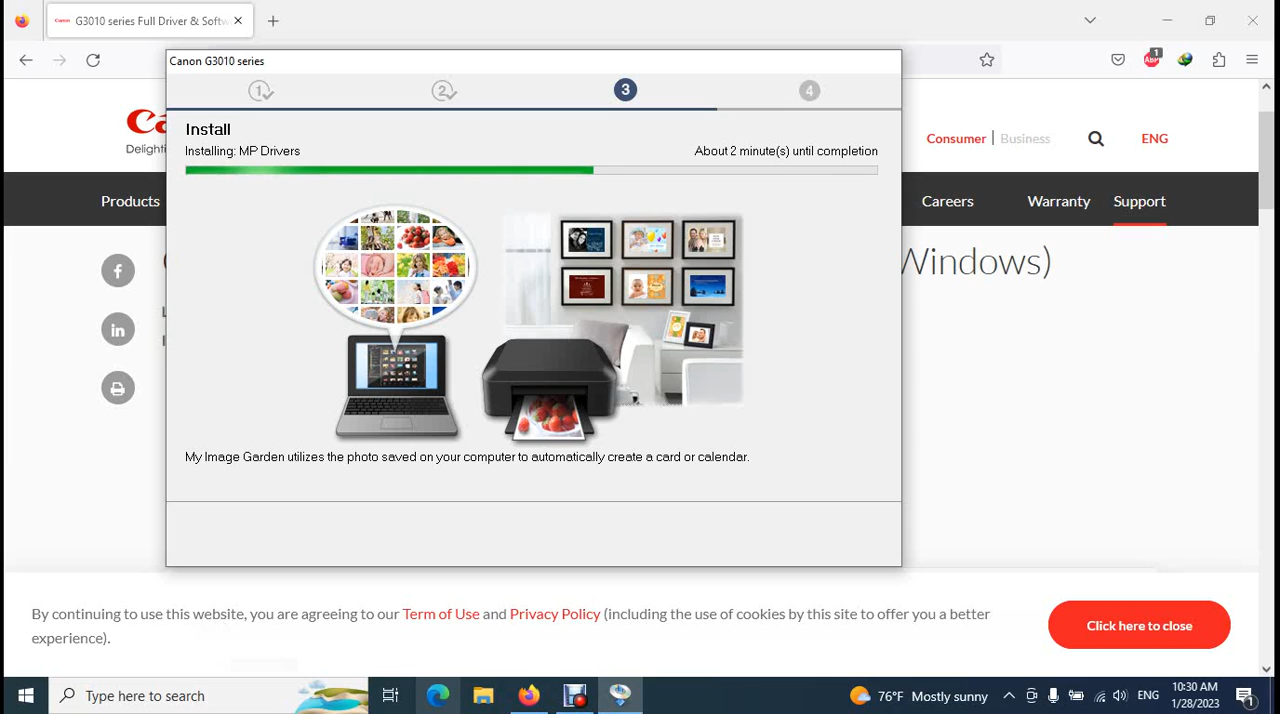 G3010 series Full Driver & Softw
1
Canon G3010 series
1 2 3 4
Install
Installing: MP Drivers
About 2 minute(s) until completion
My Image Garden utilizes the photo saved on your computer to automatically create a card or calendar.
Ca
Delighti
Consumer | Business
ENG
Products
Careers
Warranty
Support
Windows)
By continuing to use this website, you are agreeing to our Term of Use and Privacy Policy (including the use of cookies by this site to offer you a better
experience).
Click here to close
Type here to search
76°F Mostly sunny
ENG
10:30 AM
1/28/2023
1